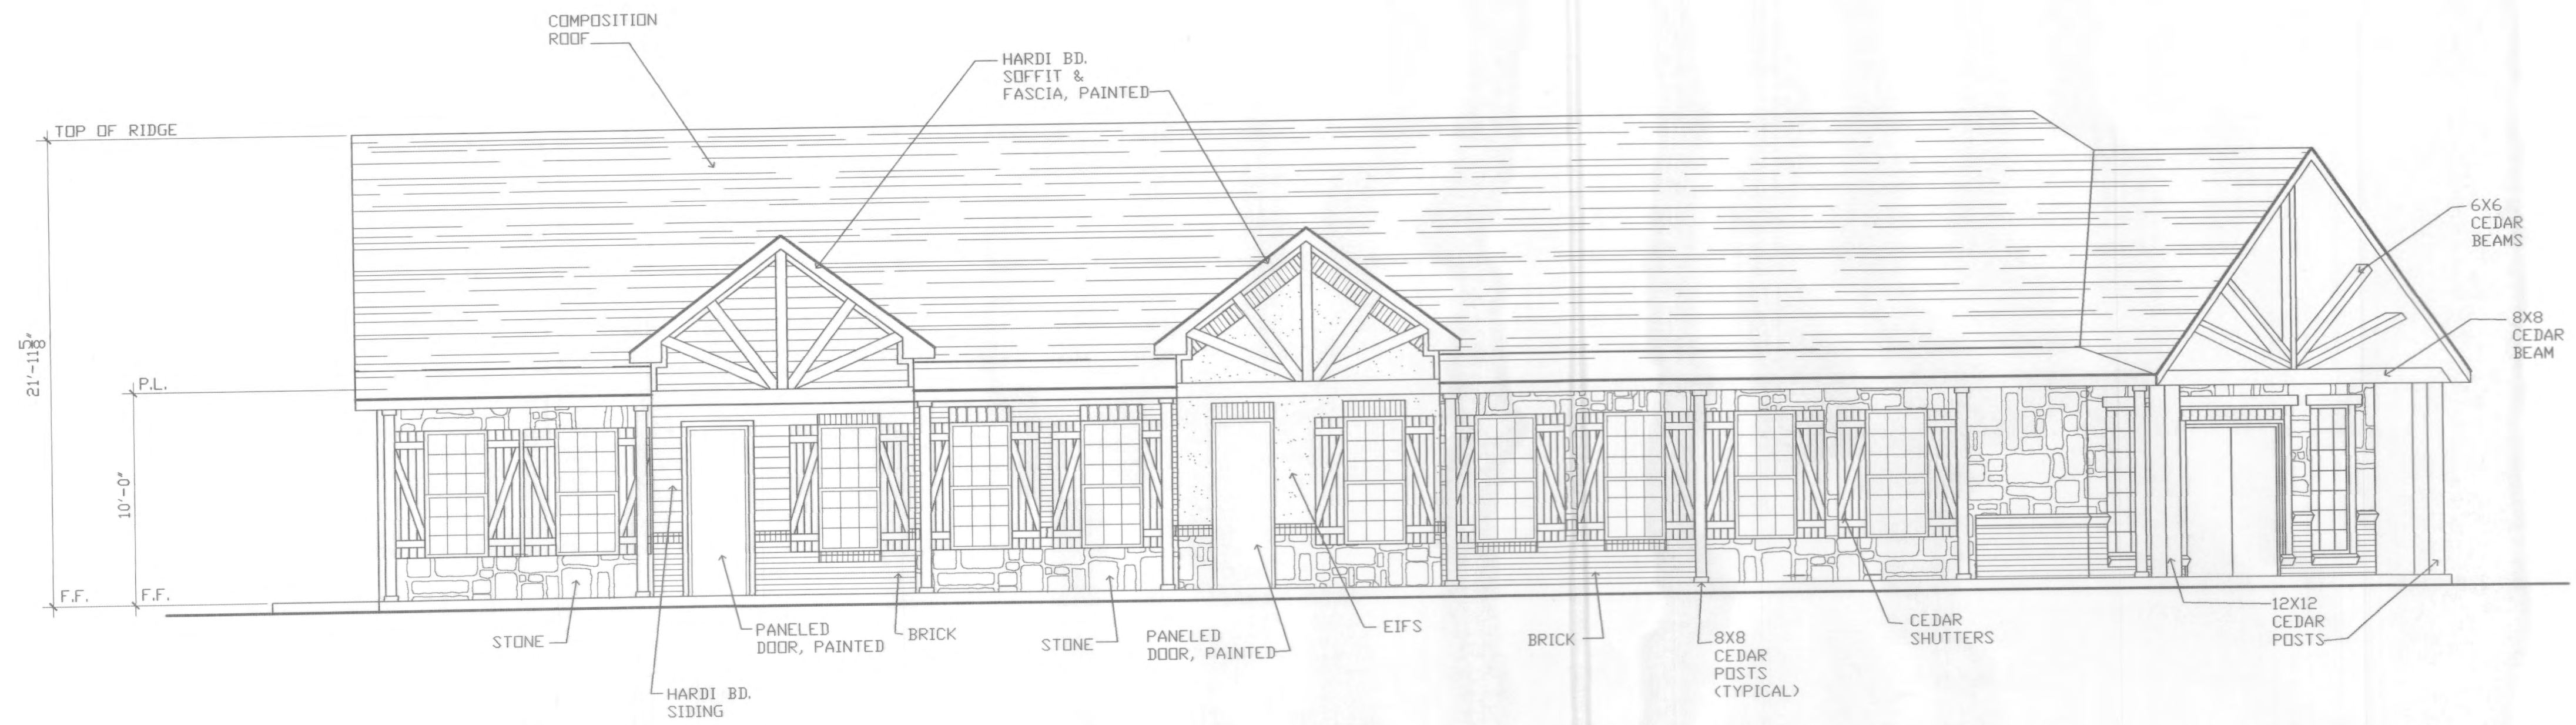 COMPOSITION
ROOF
HARDI BD.
SOFFIT &
FASCIA, PAINTED
TOP OF RIDGE
6X6
CEDAR
BEAMS
8X8
CEDAR
BEAM
21'-11 5/8"
P.L.
10'-0"
F.F.
F.F.
STONE
PANELED
DOOR, PAINTED
BRICK
HARDI BD.
SIDING
STONE
PANELED
DOOR, PAINTED
EIFS
BRICK
8X8
CEDAR
POSTS
(TYPICAL)
CEDAR
SHUTTERS
12X12
CEDAR
POSTS